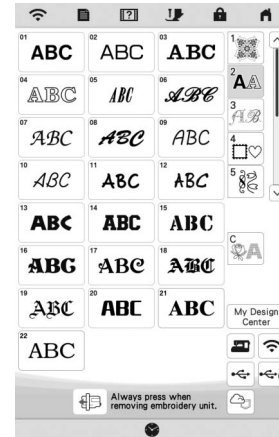 01 ABC
02 ABC
03 ABC
1
04 ABC
05 ABC
06 ABC
2 AA
07 ABC
08 ABC
09 ABC
3 AB
10 ABC
11 ABC
12 ABC
4
13 ABC
14 ABC
15 ABC
5
16 ABC
17 ABC
18 ABC
C A
19 ABC
20 ABC
21 ABC
My Design
Center
22 ABC
Always press when
removing embroidery unit.